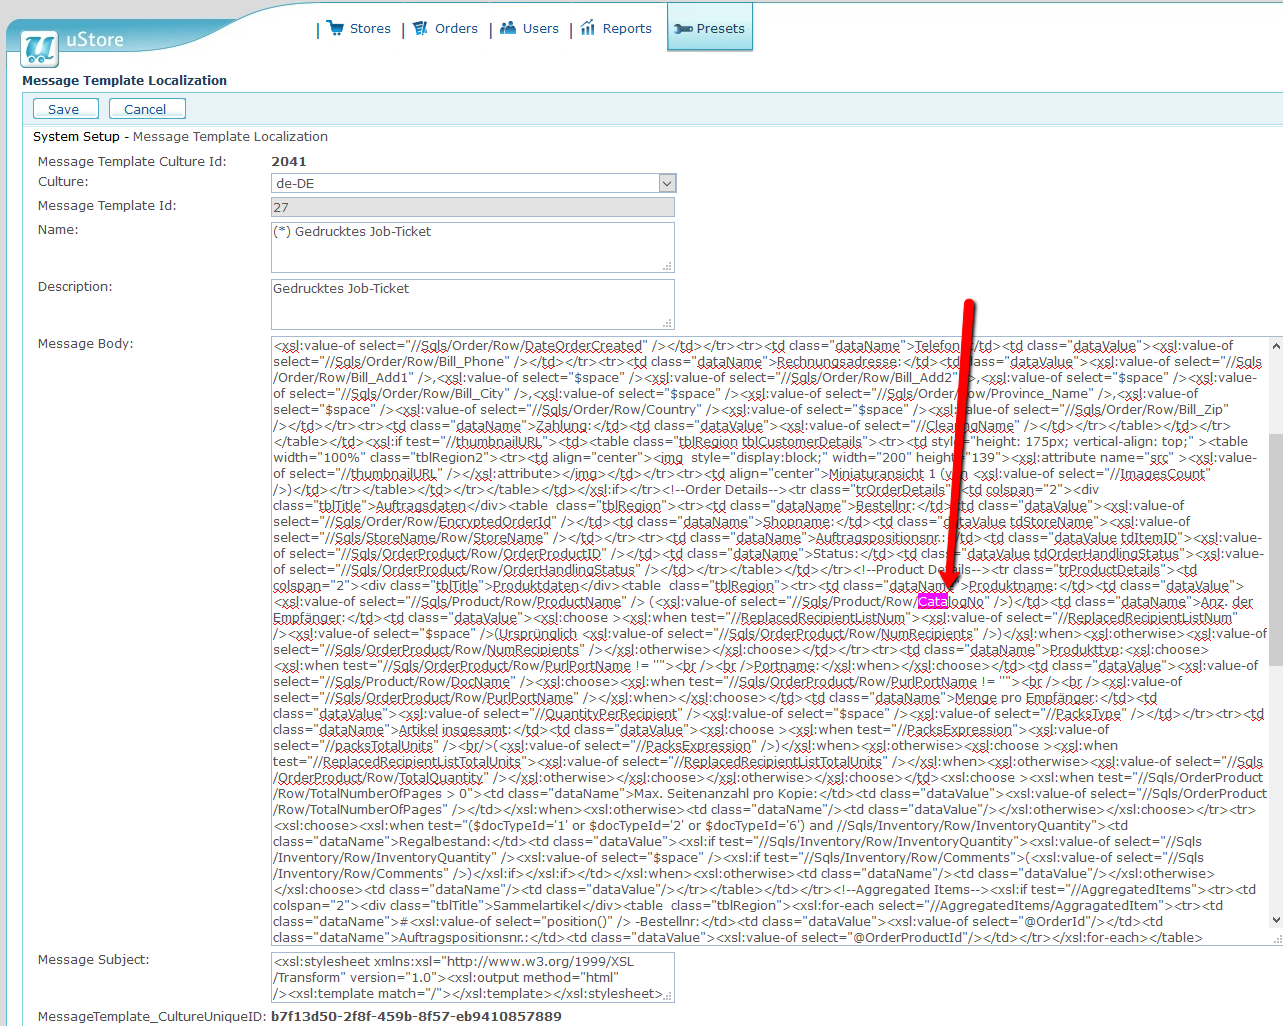 uStore
Stores
Orders
Users
Reports
Presets
Message Template Localization
Save
Cancel
System Setup - Message Template Localization
Message Template Culture Id: 2041
Culture: de-DE
Message Template Id: 27
Name: (*) Gedrucktes Job-Ticket
Description: Gedrucktes Job-Ticket
Message Body:
<xsl:value-of select="//Sqls/Order/Row/DateOrderCreated" /></td></tr><tr><td class="dataName">Telefon:</td><td class="dataValue"><xsl:value-of
select="//Sqls/Order/Row/Bill_Phone" /></td></tr><tr><td class="dataName">Rechnungsadresse:</td><td class="dataValue"><xsl:value-of select="//Sqls
/Order/Row/Bill_Add1" />,<xsl:value-of select="$space" /><xsl:value-of select="//Sqls/Order/Row/Bill_Add2" />,<xsl:value-of select="$space" /><xsl:value-
of select="//Sqls/Order/Row/Bill_City" />,<xsl:value-of select="$space" /><xsl:value-of select="//Sqls/Order/Row/Province_Name" />,<xsl:value-of
select="$space" /><xsl:value-of select="//Sqls/Order/Row/Country" /><xsl:value-of select="$space" /><xsl:value-of select="//Sqls/Order/Row/Bill_Zip"
/></td></tr><tr><td class="dataName">Zahlung:</td><td class="dataValue"><xsl:value-of select="//ClearingName" /></td></tr></table></td></tr>
</table></td><xsl:if test="//thumbnailURL"><td><table class="tblRegion tblCustomerDetails"><tr><td style="height: 175px; vertical-align: top;" ><table
width="100%" class="tblRegion2"><tr><td align="center"><img  style="display:block;" width="200" height="139"><xsl:attribute name="src" ><xsl:value-
of select="//thumbnailURL" /></xsl:attribute></img></td></tr><tr><td align="center">Miniaturansicht 1 (von <xsl:value-of select="//ImagesCount"
/>)</td></tr></table></td></tr></table></td></xsl:if></tr><!--Order Details--><tr class="trOrderDetails"><td colspan="2"><div
class="tblTitle">Auftragsdaten</div><table  class="tblRegion"><tr><td class="dataName">Bestellnr:</td><td class="dataValue"><xsl:value-of
select="//Sqls/Order/Row/EncryptedOrderId" /></td><td class="dataName">Shopname:</td><td class="dataValue tdStoreName"><xsl:value-of
select="//Sqls/StoreName/Row/StoreName" /></td></tr><tr><td class="dataName">Auftragspositionsnr.:</td><td class="dataValue tdItemID"><xsl:value-
of select="//Sqls/OrderProduct/Row/OrderProductID" /></td><td class="dataName">Status:</td><td class="dataValue tdOrderHandlingStatus"><xsl:value-
of select="//Sqls/OrderProduct/Row/OrderHandlingStatus" /></td></tr></table></td></tr><!--Product Details--><tr class="trProductDetails"><td
colspan="2"><div class="tblTitle">Produktdaten</div><table  class="tblRegion"><tr><td class="dataName">Produktname:</td><td class="dataValue">
<xsl:value-of select="//Sqls/Product/Row/ProductName" /> (<xsl:value-of select="//Sqls/Product/Row/CatalogNo" />)</td><td class="dataName">Anz. der
Empfänger:</td><td class="dataValue"><xsl:choose ><xsl:when test="//ReplacedRecipientListNum"><xsl:value-of select="//ReplacedRecipientListNum"
/><xsl:value-of select="$space" />(Ursprünglich <xsl:value-of select="//Sqls/OrderProduct/Row/NumRecipients" />)</xsl:when><xsl:otherwise><xsl:value-of
select="//Sqls/OrderProduct/Row/NumRecipients" /></xsl:otherwise></xsl:choose></td></tr><tr><td class="dataName">Produkttyp:<xsl:choose>
<xsl:when test="//Sqls/OrderProduct/Row/PurlPortName != ''"><br /><br />Portname:</xsl:when></xsl:choose></td><td class="dataValue"><xsl:value-of
select="//Sqls/Product/Row/DocName" /><xsl:choose><xsl:when test="//Sqls/OrderProduct/Row/PurlPortName != ''"><br /><br /><xsl:value-of
select="//Sqls/OrderProduct/Row/PurlPortName" /></xsl:when></xsl:choose></td><td class="dataName">Menge pro Empfänger:</td><td
class="dataValue"><xsl:value-of select="//QuantityPerRecipient" /><xsl:value-of select="$space" /><xsl:value-of select="//PacksType" /></td></tr><tr><td
class="dataName">Artikel insgesamt:</td><td class="dataValue"><xsl:choose ><xsl:when test="//PacksExpression"><xsl:value-of
select="//packsTotalUnits" /><br/>(<xsl:value-of select="//PacksExpression" />)</xsl:when><xsl:otherwise><xsl:choose ><xsl:when
test="//ReplacedRecipientListTotalUnits"><xsl:value-of select="//ReplacedRecipientListTotalUnits" /></xsl:when><xsl:otherwise><xsl:value-of select="//Sqls
/OrderProduct/Row/TotalQuantity" /></xsl:otherwise></xsl:choose></xsl:otherwise></xsl:choose></td><xsl:choose ><xsl:when test="//Sqls/OrderProduct
/Row/TotalNumberOfPages > 0"><td class="dataName">Max. Seitenanzahl pro Kopie:</td><td class="dataValue"><xsl:value-of select="//Sqls/OrderProduct
/Row/TotalNumberOfPages" /></td></xsl:when><xsl:otherwise><td class="dataName"/><td class="dataValue"/></xsl:otherwise></xsl:choose></tr><tr>
<xsl:choose><xsl:when test="($docTypeId='1' or $docTypeId='2' or $docTypeId='6') and //Sqls/Inventory/Row/InventoryQuantity"><td
class="dataName">Regalbestand:</td><td class="dataValue"><xsl:if test="//Sqls/Inventory/Row/InventoryQuantity"><xsl:value-of select="//Sqls
/Inventory/Row/InventoryQuantity" /><xsl:value-of select="$space" /><xsl:if test="//Sqls/Inventory/Row/Comments">(<xsl:value-of select="//Sqls
/Inventory/Row/Comments" />)</xsl:if></xsl:if></td></xsl:when><xsl:otherwise><td class="dataName"/><td class="dataValue"/></xsl:otherwise>
</xsl:choose><td class="dataName"/><td class="dataValue"/></tr></table></td></tr><!--Aggregated Items--><xsl:if test="//AggregatedItems"><tr><td
colspan="2"><div class="tblTitle">Sammelartikel</div><table  class="tblRegion"><xsl:for-each select="//AggregatedItems/AggragatedItem"><tr><td
class="dataName">#<xsl:value-of select="position()" /> -Bestellnr:</td><td class="dataValue"><xsl:value-of select="@OrderId"/></td><td
class="dataName">Auftragspositionsnr.:</td><td class="dataValue"><xsl:value-of select="@OrderProductId"/></td></tr></xsl:for-each></table>
Message Subject:
<xsl:stylesheet xmlns:xsl="http://www.w3.org/1999/XSL
/Transform" version="1.0"><xsl:output method="html"
/><xsl:template match="/"></xsl:template></xsl:stylesheet>
MessageTemplate_CultureUniqueID: b7f13d50-2f8f-459b-8f57-eb9410857889